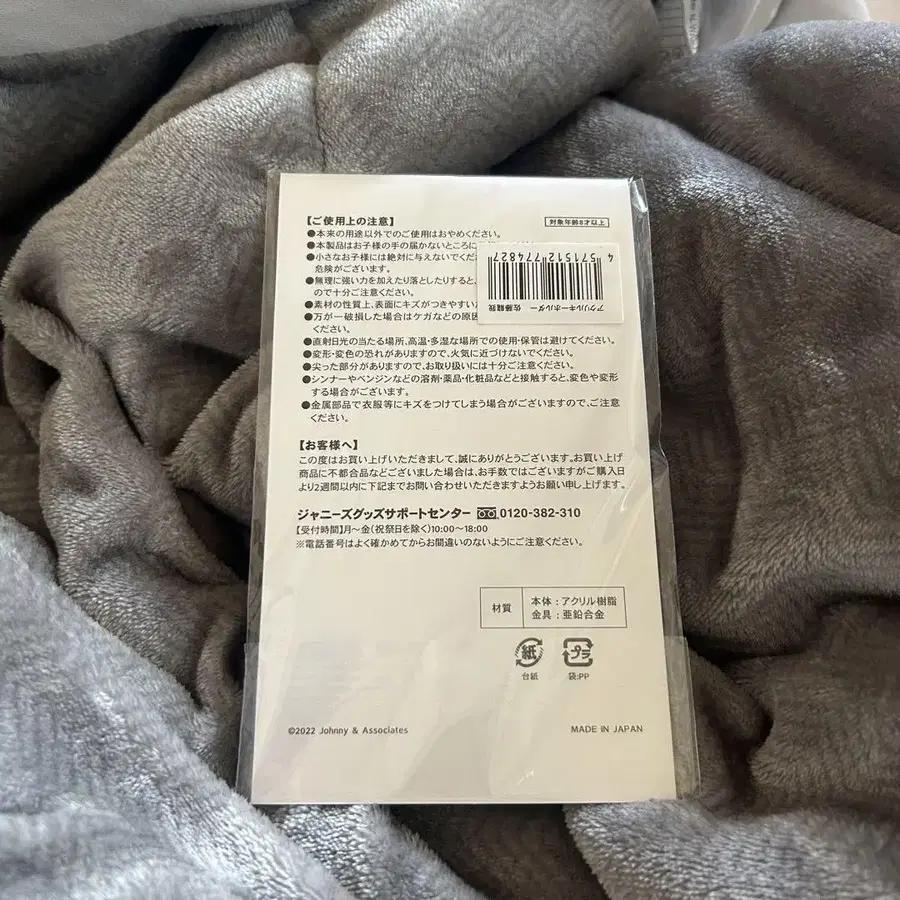 【ご使用上の注意】
対象年齢8才以上
●本来の用途以外でのご使用はおやめください。
●本製品はお子様の手の届かないところに
●小さなお子様には絶対に与えないでくだ
危険がございます。
●無理に強い力を加えたり落としたりすると、
ので十分ご注意ください。
●素材の性質上、表面にキズがつきやすい
●万が一破損した場合はケガなどの原因
ください。
●直射日光の当たる場所、高温・多湿な場所での使用・保管は避けてください。
●変形・変色の恐れがありますので、火気に近づけないでください。
●尖った部分がありますので、お取り扱いには十分ご注意ください。
●シンナーやベンジンなどの溶剤・薬品・化粧品などと接触すると、変色や変形
する場合がございます。
●金属部品で衣服等にキズをつけてしまう場合がございますので、ご注意
ください。
4571512774827
アクリルキーホルダー 佐藤龍我
【お客様へ】
この度はお買い上げいただきまして、誠にありがとうございます。お買い上げ
商品に不都合品などございました場合は、お手数ではございますがご購入日
より2週間以内に下記までお問い合わせいただきますようお願い申し上げます。
ジャニーズグッズサポートセンター 0120-382-310
【受付時間】月〜金(祝祭日を除く)10:00〜18:00
※電話番号はよく確かめてからお間違いのないようにご注意ください。
材質 本体：アクリル樹脂
金具：亜鉛合金
紙 プラ
台紙 袋:PP
©2022 Johnny & Associates MADE IN JAPAN